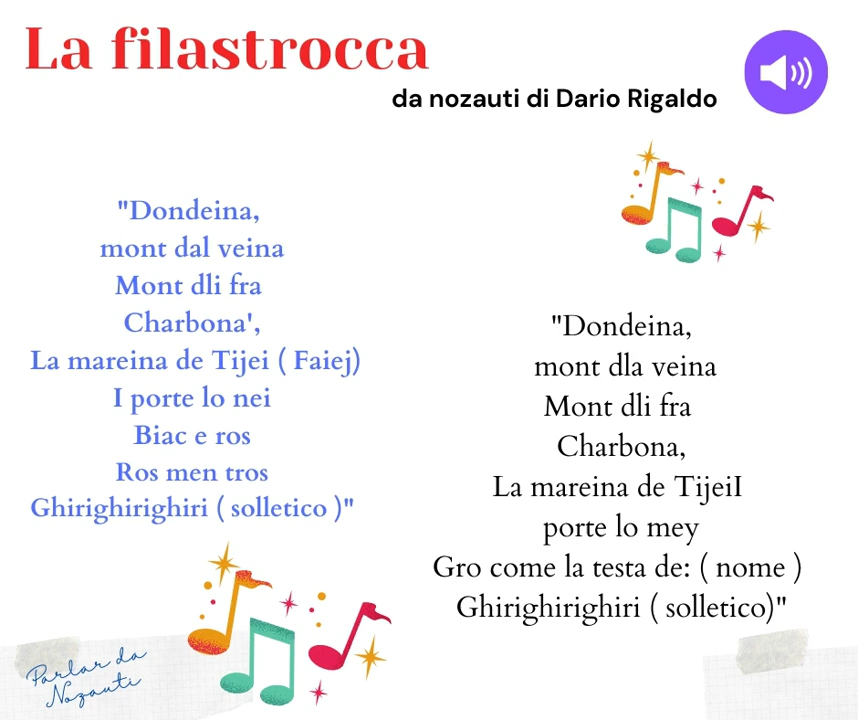 La filastrocca
da nozauti di Dario Rigaldo
"Dondeina,
mont dal veina
Mont dli fra
Charbona',
La mareina de Tijei ( Faiej)
I porte lo nei
Biac e ros
Ros men tros
Ghirighirighiri ( solletico )"
"Dondeina,
mont dla veina
Mont dli fra
Charbona,
La mareina de TijeiI
porte lo mey
Gro come la testa de: ( nome )
Ghirighirighiri ( solletico)"
Parlar da
Nozauti